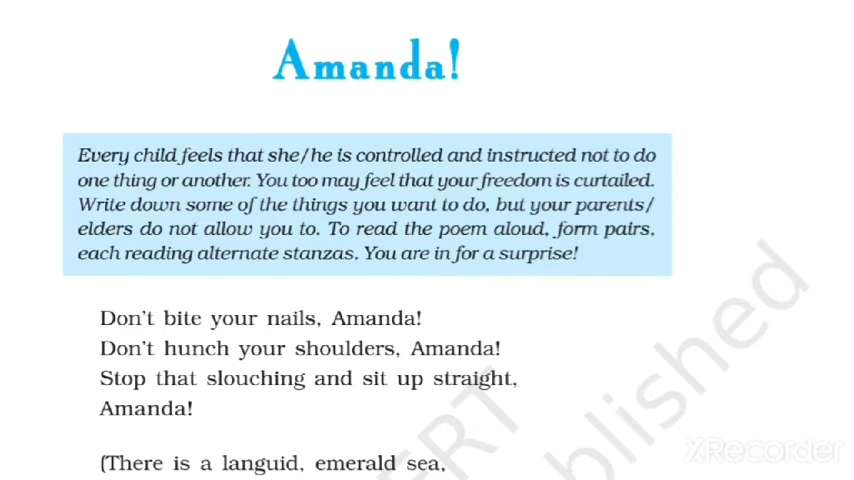 Amanda!
Every child feels that she/he is controlled and instructed not to do
one thing or another. You too may feel that your freedom is curtailed.
Write down some of the things you want to do, but your parents/
elders do not allow you to. To read the poem aloud, form pairs,
each reading alternate stanzas. You are in for a surprise!
Don't bite your nails, Amanda!
Don't hunch your shoulders, Amanda!
Stop that slouching and sit up straight,
Amanda!
(There is a languid, emerald sea,
XRecorder